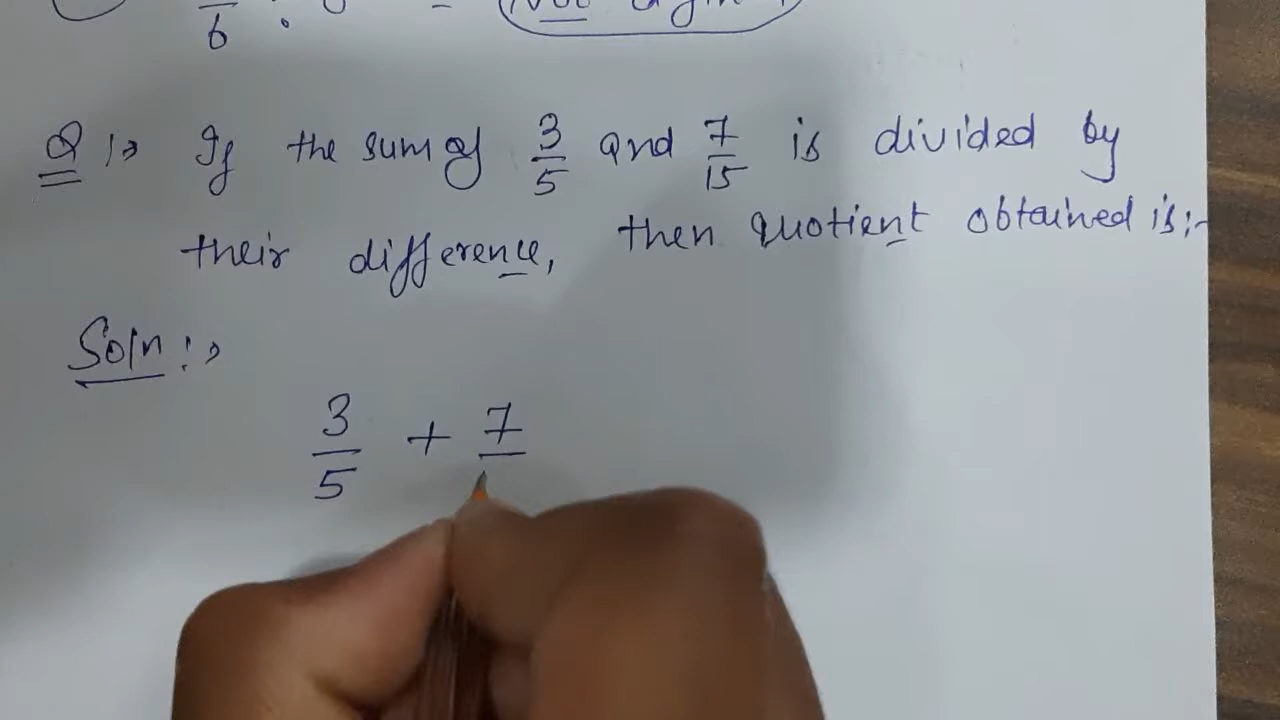 6
Q :→ If the sum of 3/5 and 7/15 is divided by
their difference, then quotient obtained is :-
Soln :→
3/5 + 7/